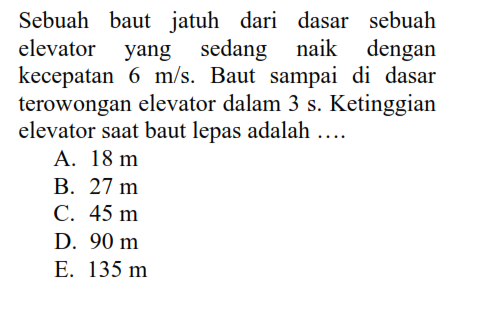 Sebuah baut jatuh dari dasar sebuah
elevator yang sedang naik dengan
kecepatan 6 m/s. Baut sampai di dasar
terowongan elevator dalam 3 s. Ketinggian
elevator saat baut lepas adalah ….
A. 18 m
B. 27 m
C. 45 m
D. 90 m
E. 135 m